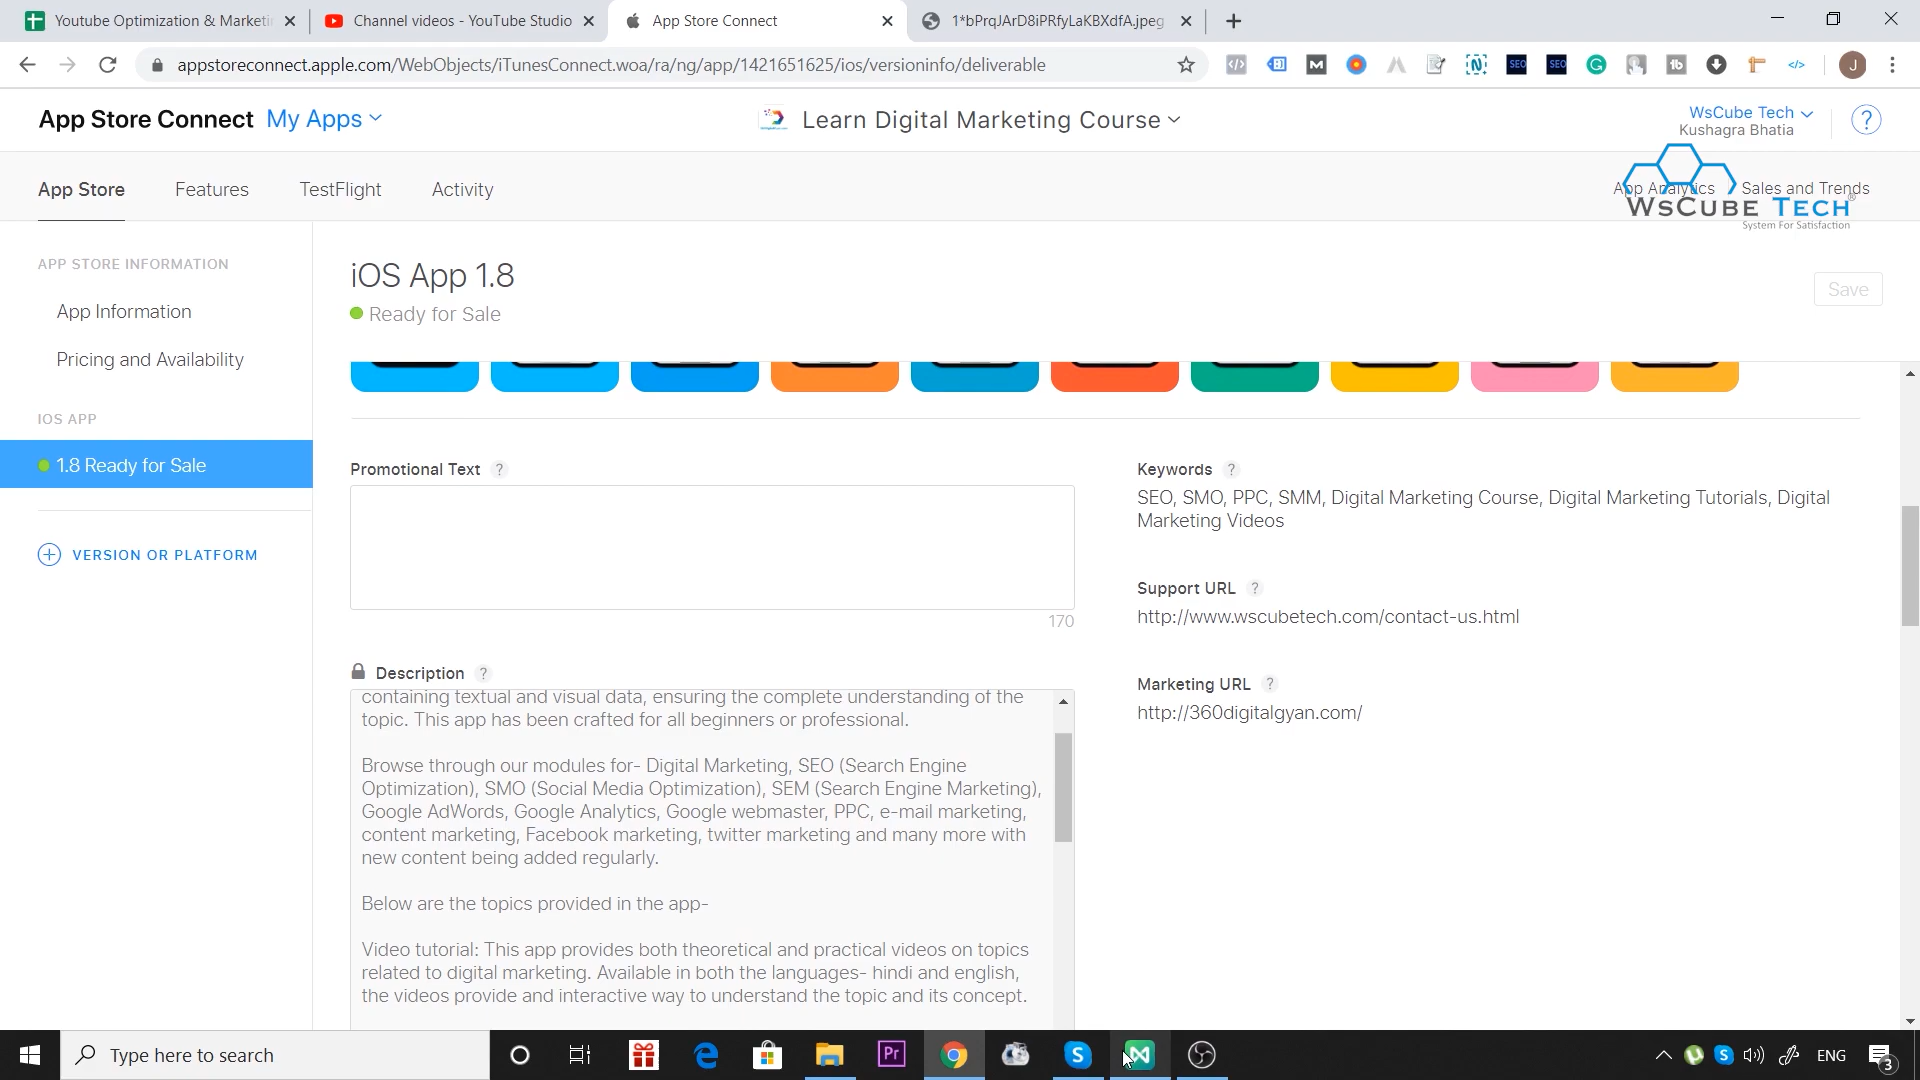 Youtube Optimization & Marketin
Channel videos - YouTube Studio
App Store Connect
1*bPrqJArD8iPRfyLaKBXdfA.jpeg
appstoreconnect.apple.com/WebObjects/iTunesConnect.woa/ra/ng/app/1421651625/ios/versioninfo/deliverable
App Store Connect My Apps
Learn Digital Marketing Course
WsCube Tech
Kushagra Bhatia
App Store
Features
TestFlight
Activity
App Analytics
Sales and Trends
WsCube Tech®
System For Satisfaction
APP STORE INFORMATION
App Information
Pricing and Availability
IOS APP
1.8 Ready for Sale
VERSION OR PLATFORM
iOS App 1.8
Ready for Sale
Save
Promotional Text ?
170
Keywords ?
SEO, SMO, PPC, SMM, Digital Marketing Course, Digital Marketing Tutorials, Digital
Marketing Videos
Support URL ?
http://www.wscubetech.com/contact-us.html
Marketing URL ?
http://360digitalgyan.com/
Description ?
containing textual and visual data, ensuring the complete understanding of the
topic. This app has been crafted for all beginners or professional.
Browse through our modules for- Digital Marketing, SEO (Search Engine
Optimization), SMO (Social Media Optimization), SEM (Search Engine Marketing),
Google AdWords, Google Analytics, Google webmaster, PPC, e-mail marketing,
content marketing, Facebook marketing, twitter marketing and many more with
new content being added regularly.
Below are the topics provided in the app-
Video tutorial: This app provides both theoretical and practical videos on topics
related to digital marketing. Available in both the languages- hindi and english,
the videos provide and interactive way to understand the topic and its concept.
Type here to search
Pr
ENG
3